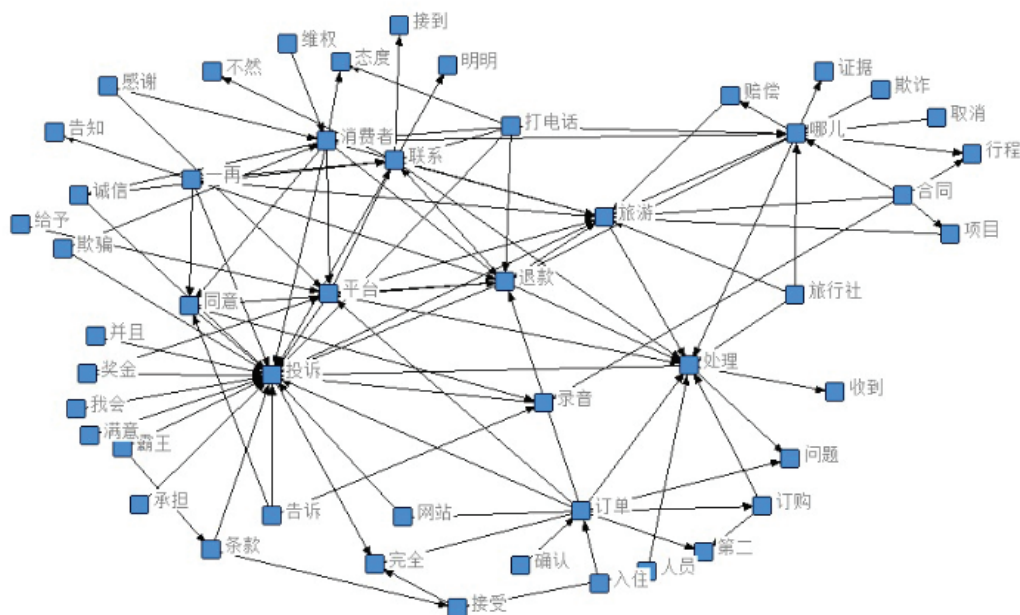 接到
维权
态度
明明
不然
证据
感谢
赔偿
欺诈
取消
告知
打电话
消费者
哪儿
联系
行程
一再
诚信
合同
给予
旅游
项目
欺骗
退款
同意
平台
旅行社
并且
奖金
投诉
处理
我会
录音
收到
满意
霸王
问题
承担
告诉
网站
订单
订购
条款
完全
确认
第二
人员
入住
接受